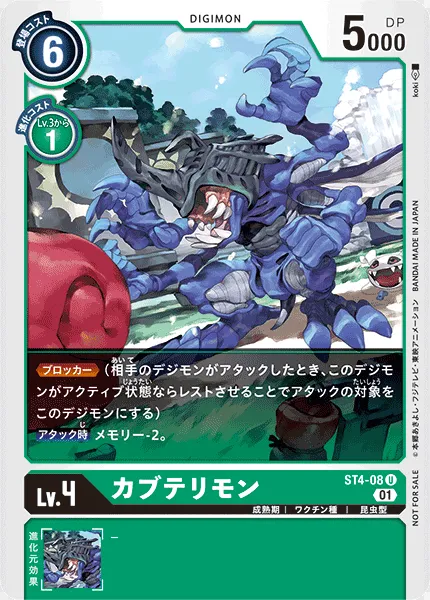 DIGIMON
登場コスト
6
5000
DP
進化コスト
Lv.3から
1
koki
BANDAI MADE IN JAPAN
©本郷あきよし・フジテレビ・東映アニメーション
NOT FOR SALE
ブロッカー (相手のデジモンがアタックしたとき、このデジモ
ンがアクティブ状態ならレストさせることでアタックの対象を
このデジモンにする)
アタック時 メモリー-2。
Lv.4
カブテリモン
ST4-08 U
01
成熟期 | ワクチン種 | 昆虫型
進化元効果
–